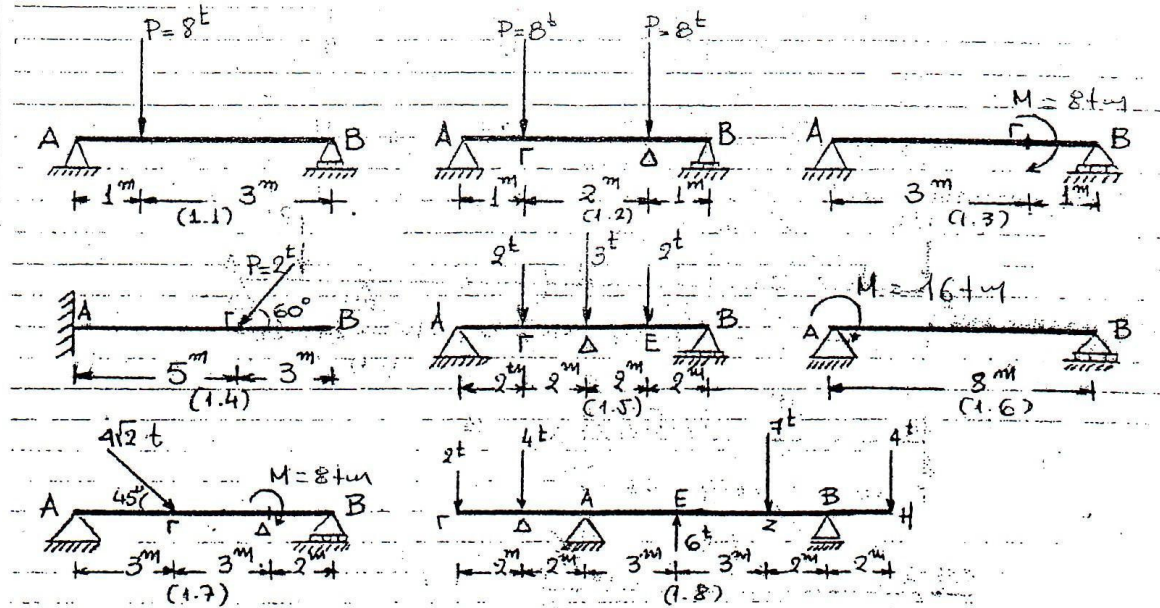 P=8ᵗ P=8ᵗ P=8ᵗ
M = 8tm
A B A Γ Δ B A Γ B
1ᵐ 3ᵐ 1ᵐ 2ᵐ 1ᵐ 3ᵐ 1ᵐ
(1.1) (1.2) (1.3)
P=2ᵗ 2ᵗ 3ᵗ 2ᵗ M = 16tm
A Γ 60° B A Γ Δ E B A B
5ᵐ 3ᵐ 2ᵐ 2ᵐ 2ᵐ 2ᵐ 8ᵐ
(1.4) (1.5) (1.6)
4√2 t M=8tm 2ᵗ 4ᵗ 7ᵗ 4ᵗ
A 45° Γ Δ B Γ Δ A E 6ᵗ Z B H
3ᵐ 3ᵐ 2ᵐ 2ᵐ 2ᵐ 3ᵐ 3ᵐ 2ᵐ 2ᵐ
(1.7) (1.8)